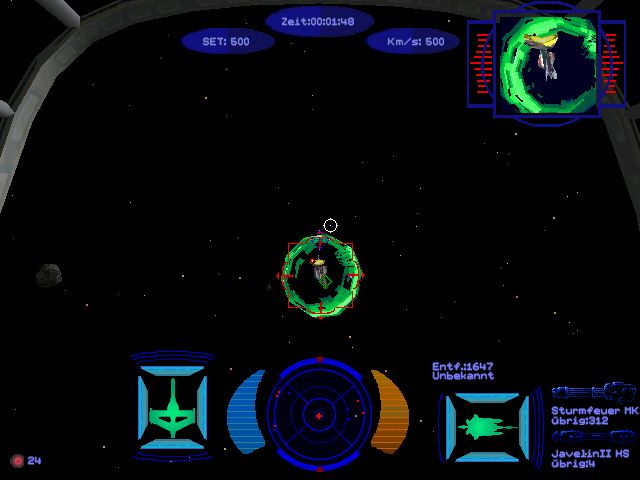 Zeit:00:01:48
SET: 500
Km/s: 500
Entf.:1647
Unbekannt
Sturmfeuer MK
übrig:312
JavelinII HS
übrig:4
24